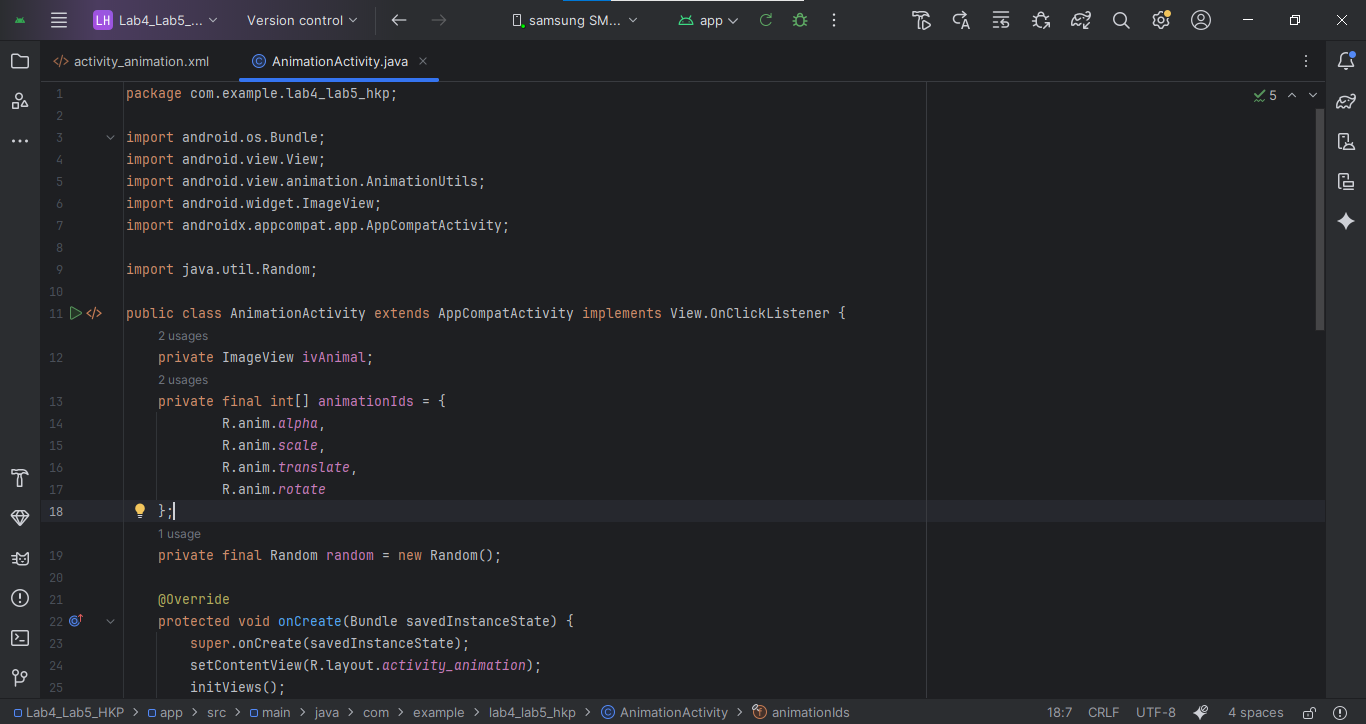 LH Lab4_Lab5_... Version control samsung SM... app
activity_animation.xml AnimationActivity.java
1 package com.example.lab4_lab5_hkp; 5
2
3 import android.os.Bundle;
4 import android.view.View;
5 import android.view.animation.AnimationUtils;
6 import android.widget.ImageView;
7 import androidx.appcompat.app.AppCompatActivity;
8
9 import java.util.Random;
10
11 public class AnimationActivity extends AppCompatActivity implements View.OnClickListener {
2 usages
12 private ImageView ivAnimal;
2 usages
13 private final int[] animationIds = {
14 R.anim.alpha,
15 R.anim.scale,
16 R.anim.translate,
17 R.anim.rotate
18 };
1 usage
19 private final Random random = new Random();
20
21 @Override
22 protected void onCreate(Bundle savedInstanceState) {
23 super.onCreate(savedInstanceState);
24 setContentView(R.layout.activity_animation);
25 initViews();
Lab4_Lab5_HKP > app > src > main > java > com > example > lab4_lab5_hkp > AnimationActivity > animationIds 18:7 CRLF UTF-8 4 spaces